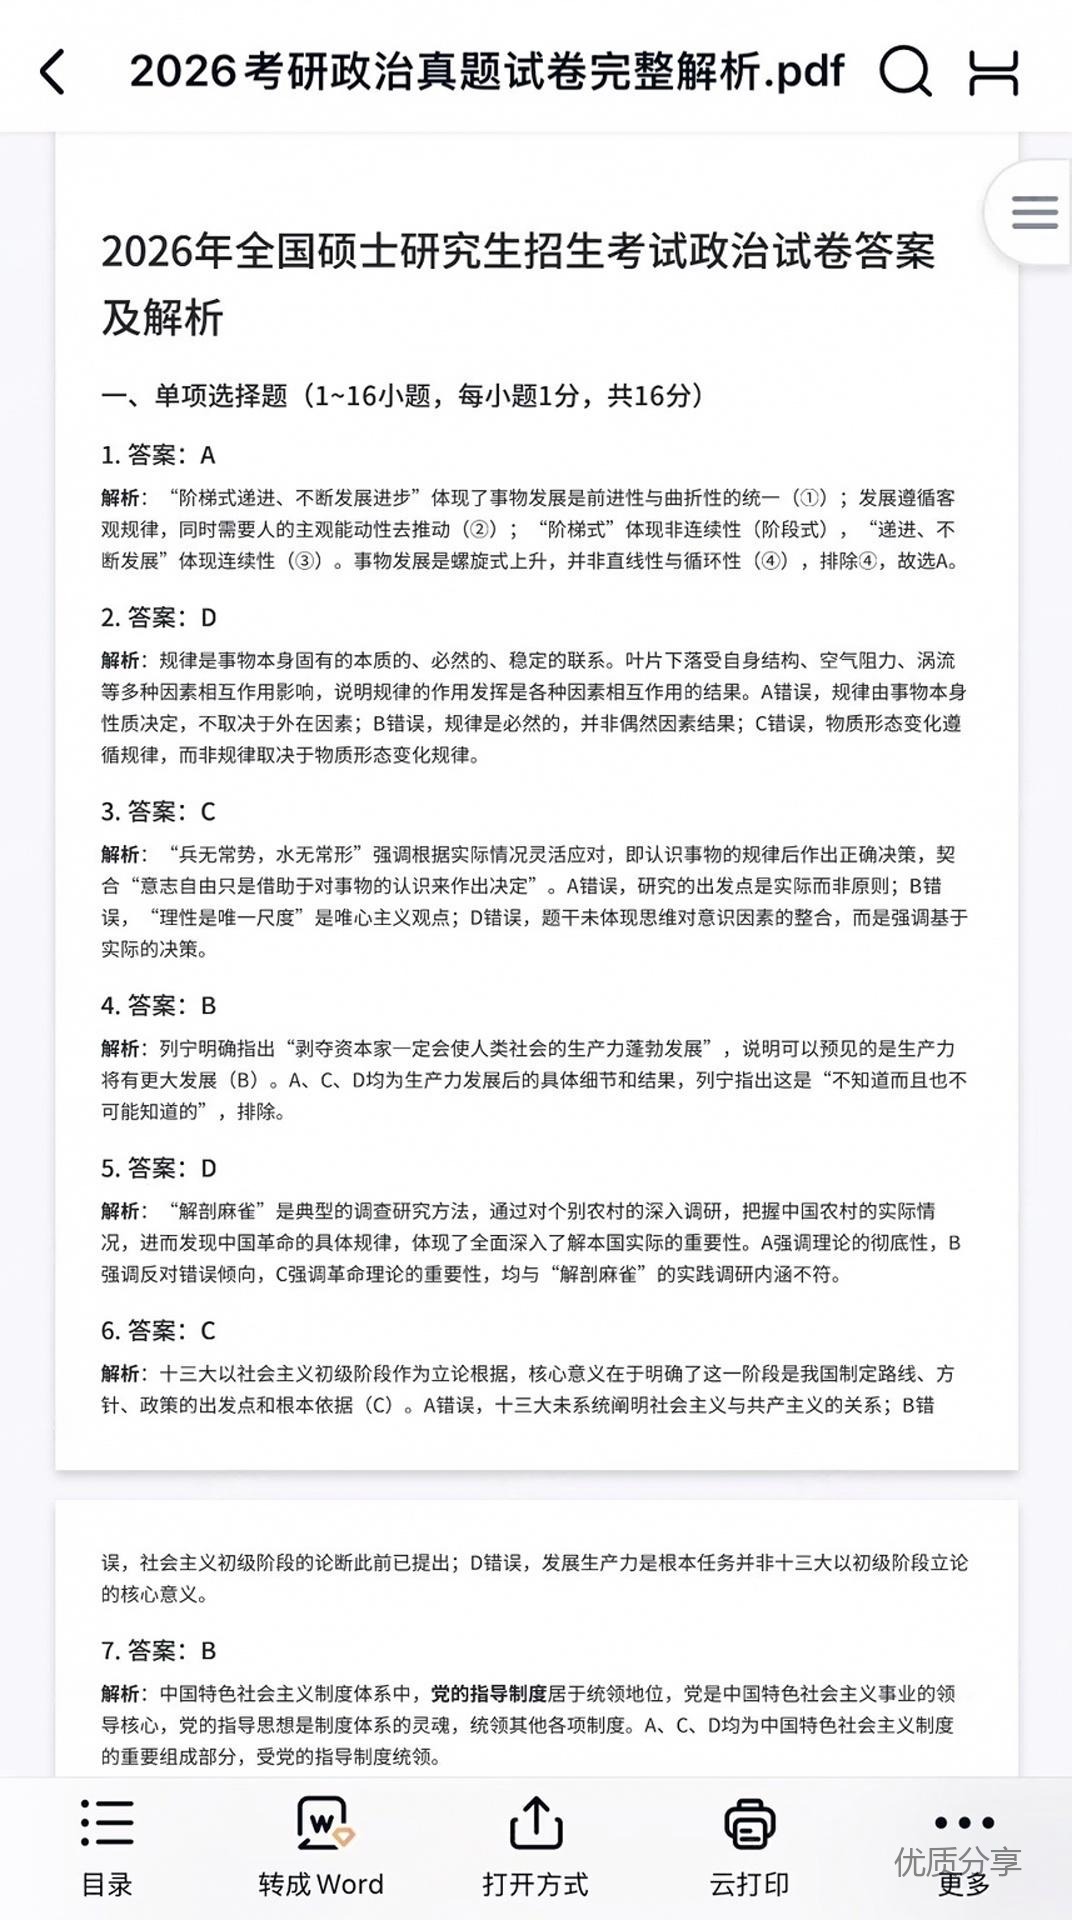 2026考研政治真题试卷完整解析.pdf
2026年全国硕士研究生招生考试政治试卷答案
及解析
一、单项选择题（1~16小题，每小题1分，共16分）
1. 答案：A
解析：“阶梯式递进、不断发展进步”体现了事物发展是前进性与曲折性的统一（①）；发展遵循客
观规律，同时需要人的主观能动性去推动（②）；“阶梯式”体现非连续性（阶段式），“递进、不
断发展”体现连续性（③）。事物发展是螺旋式上升，并非直线性与循环性（④），排除④，故选A。
2. 答案：D
解析：规律是事物本身固有的本质的、必然的、稳定的联系。叶片下落受自身结构、空气阻力、涡流
等多种因素相互作用影响，说明规律的作用发挥是各种因素相互作用的结果。A错误，规律由事物本身
性质决定，不取决于外在因素；B错误，规律是必然的，并非偶然因素结果；C错误，物质形态变化遵
循规律，而非规律取决于物质形态变化规律。
3. 答案：C
解析：“兵无常势，水无常形”强调根据实际情况灵活应对，即认识事物的规律后作出正确决策，契
合“意志自由只是借助于对事物的认识来作出决定”。A错误，研究的出发点是实际而非原则；B错
误，“理性是唯一尺度”是唯心主义观点；D错误，题干未体现思维对意识因素的整合，而是强调基于
实际的决策。
4. 答案：B
解析：列宁明确指出“剥夺资本家一定会使人类社会的生产力蓬勃发展”，说明可以预见的是生产力
将有更大发展（B）。A、C、D均为生产力发展后的具体细节和结果，列宁指出这是“不知道而且也不
可能知道的”，排除。
5. 答案：D
解析：“解剖麻雀”是典型的调查研究方法，通过对个别农村的深入调研，把握中国农村的实际情
况，进而发现中国革命的具体规律，体现了全面深入了解本国实际的重要性。A强调理论的彻底性，B
强调反对错误倾向，C强调革命理论的重要性，均与“解剖麻雀”的实践调研内涵不符。
6. 答案：C
解析：十三大以社会主义初级阶段作为立论根据，核心意义在于明确了这一阶段是我国制定路线、方
针、政策的出发点和根本依据（C）。A错误，十三大未系统阐明社会主义与共产主义的关系；B错
误，社会主义初级阶段的论断此前已提出；D错误，发展生产力是根本任务并非十三大以初级阶段立论
的核心意义。
7. 答案：B
解析：中国特色社会主义制度体系中，党的指导制度居于统领地位，党是中国特色社会主义事业的领
导核心，党的指导思想是制度体系的灵魂，统领其他各项制度。A、C、D均为中国特色社会主义制度
的重要组成部分，受党的指导制度统领。
目录 转成Word 打开方式 云打印 更多
优质分享